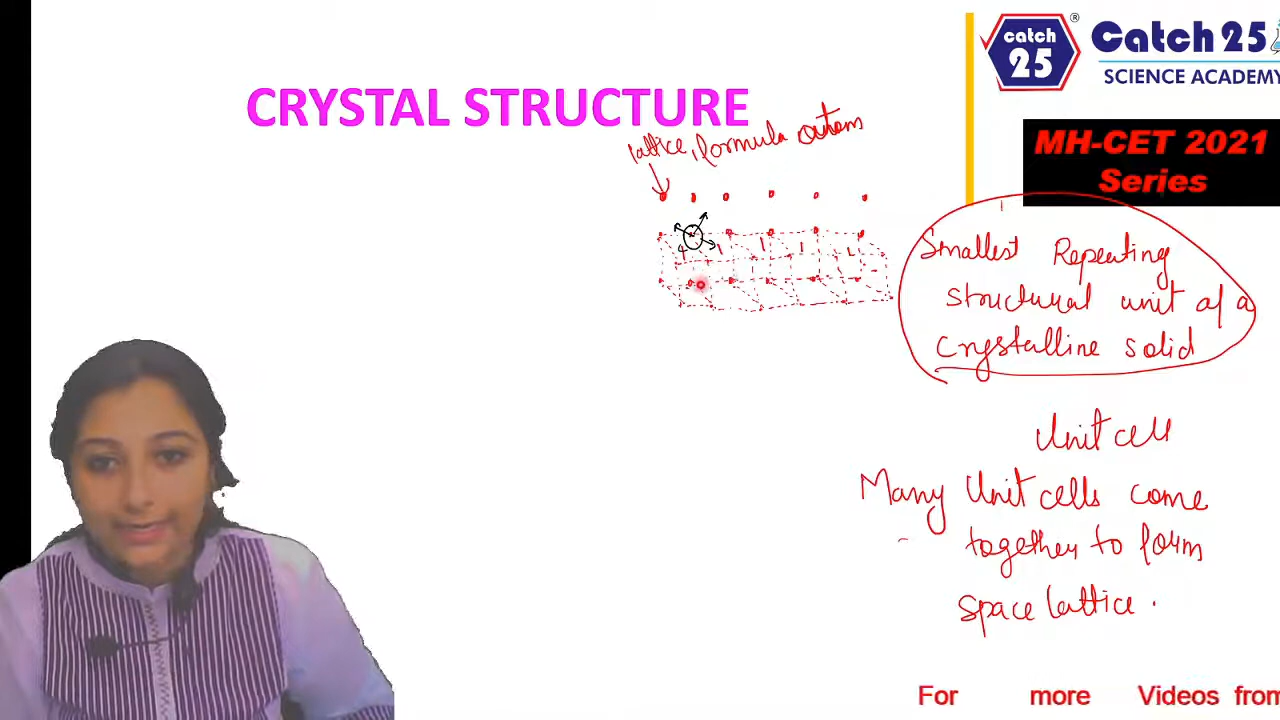 catch
25
®
Catch 25
SCIENCE ACADEMY
CRYSTAL STRUCTURE
MH-CET 2021
Series
lattice, formula atom
Smallest Repeating
structural unit of a
crystalline solid
Unit cell
Many Unit cells come
together to form
space lattice.
For more Videos from